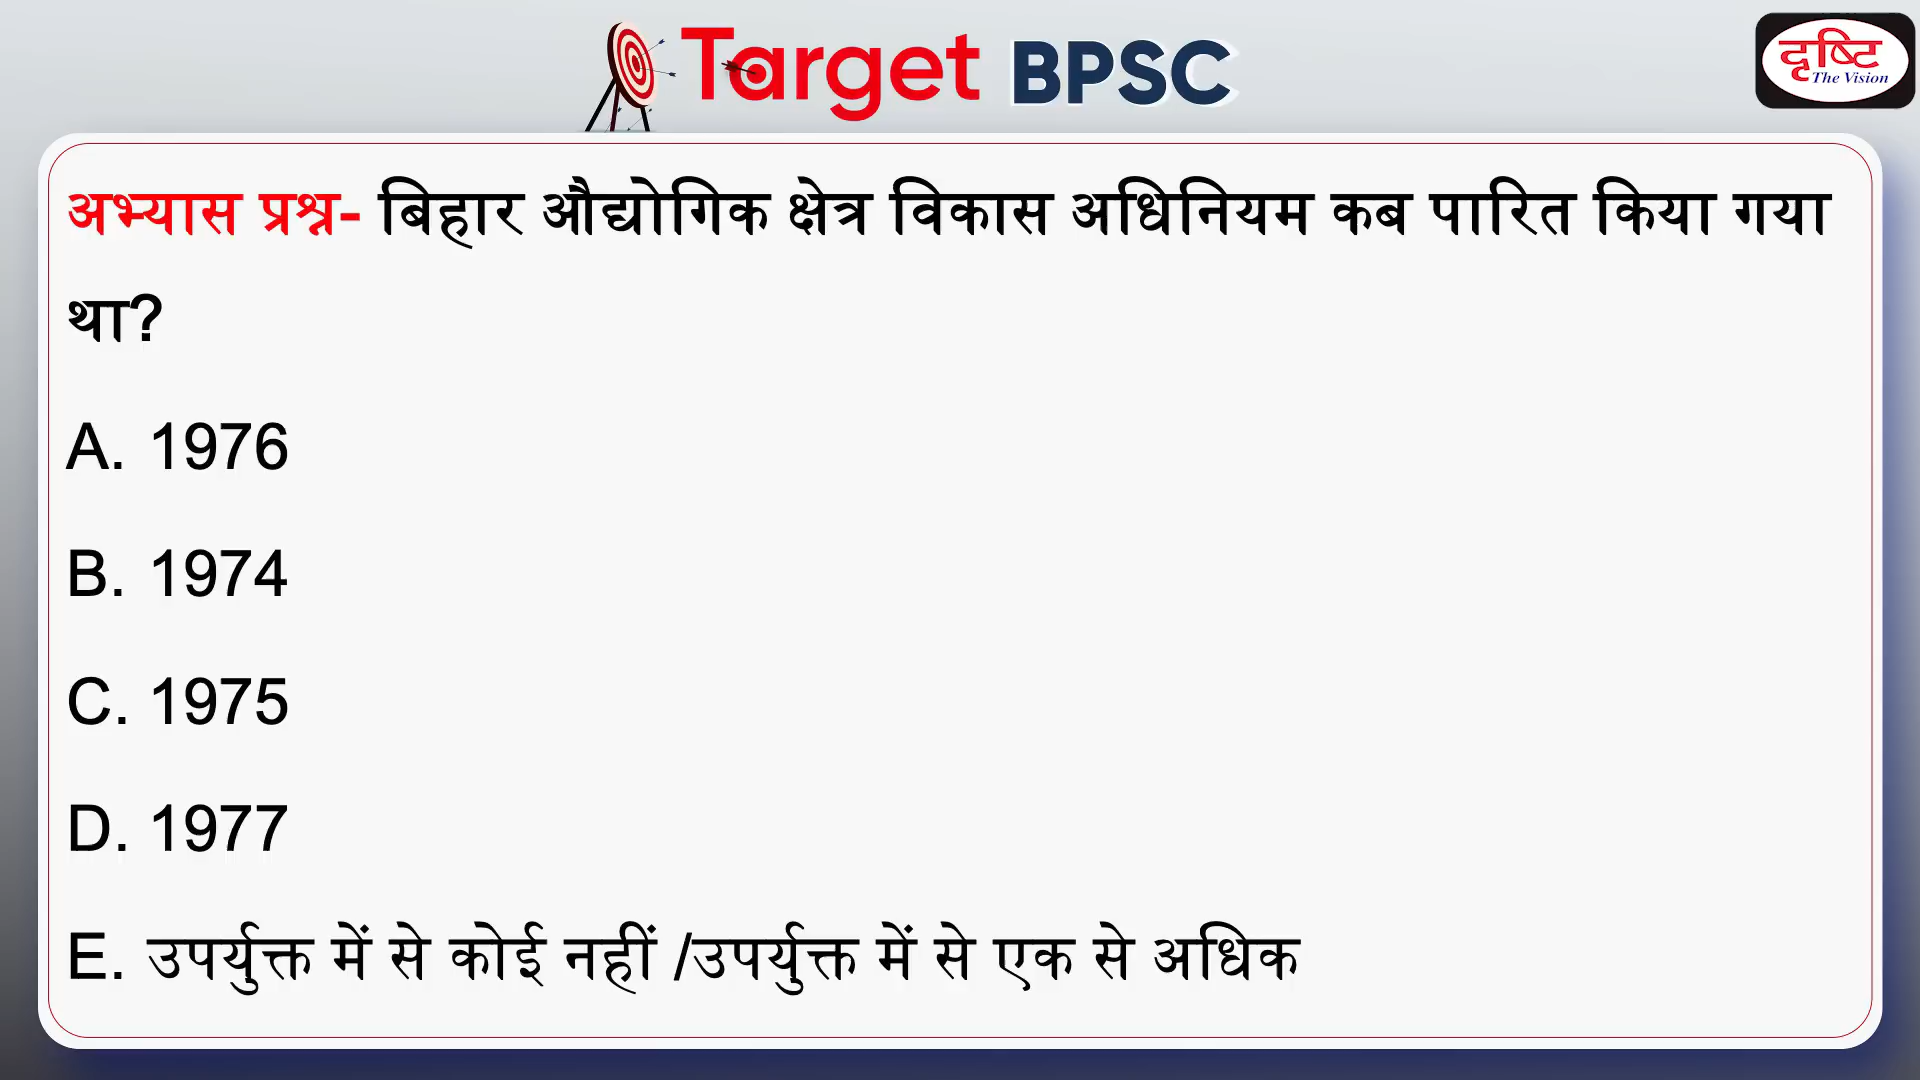 Target BPSC
दृष्टि
The Vision
अभ्यास प्रश्न- बिहार औद्योगिक क्षेत्र विकास अधिनियम कब पारित किया गया
था?
A. 1976
B. 1974
C. 1975
D. 1977
E. उपर्युक्त में से कोई नहीं /उपर्युक्त में से एक से अधिक